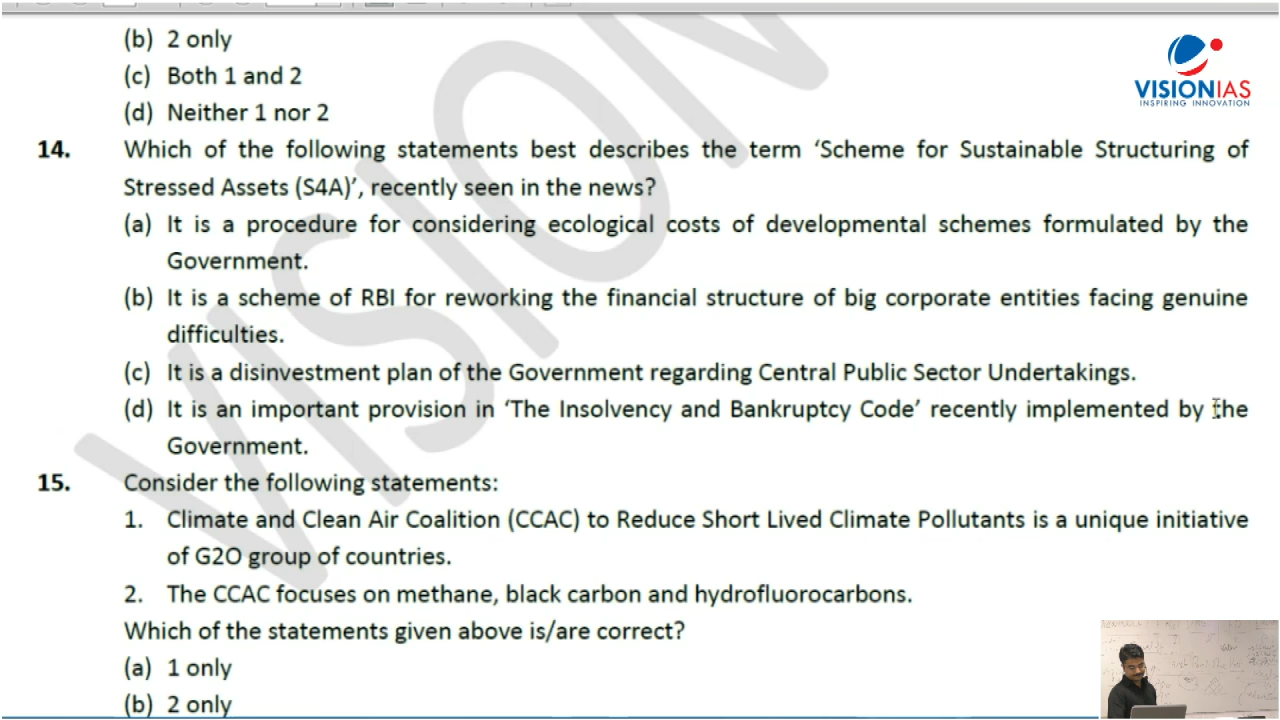 (b) 2 only
VISIONIAS
INSPIRING INNOVATION
(c) Both 1 and 2
(d) Neither 1 nor 2
14. Which of the following statements best describes the term ‘Scheme for Sustainable Structuring of
Stressed Assets (S4A)’, recently seen in the news?
(a) It is a procedure for considering ecological costs of developmental schemes formulated by the
Government.
(b) It is a scheme of RBI for reworking the financial structure of big corporate entities facing genuine
difficulties.
(c) It is a disinvestment plan of the Government regarding Central Public Sector Undertakings.
(d) It is an important provision in ‘The Insolvency and Bankruptcy Code’ recently implemented by the
Government.
15. Consider the following statements:
1. Climate and Clean Air Coalition (CCAC) to Reduce Short Lived Climate Pollutants is a unique initiative
of G2O group of countries.
2. The CCAC focuses on methane, black carbon and hydrofluorocarbons.
Which of the statements given above is/are correct?
(a) 1 only
(b) 2 only
VISION